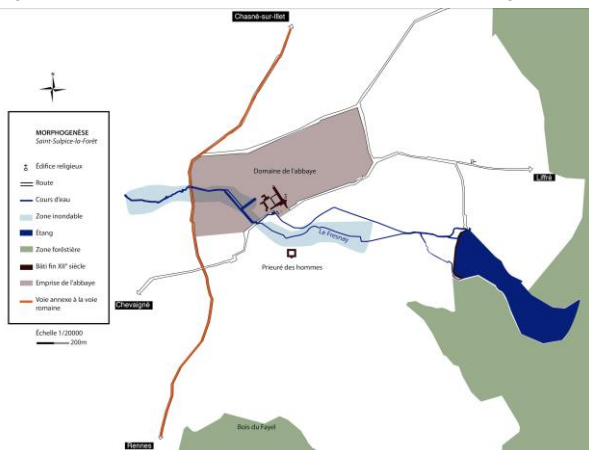 Chasné-sur-Illet
MORPHOGENÈSE
Saint-Sulpice-la-Forêt
Édifice religieux
Route
Cours d'eau
Zone inondable
Étang
Zone forestière
Bâti fin XIIᵉ siècle
Emprise de l'abbaye
Voie annexe à la voie
romaine
Échelle 1/20000
200m
Domaine de l'abbaye
Liffré
Le Fresnay
Prieuré des hommes
Chevaigné
Bois du Fayel
Rennes